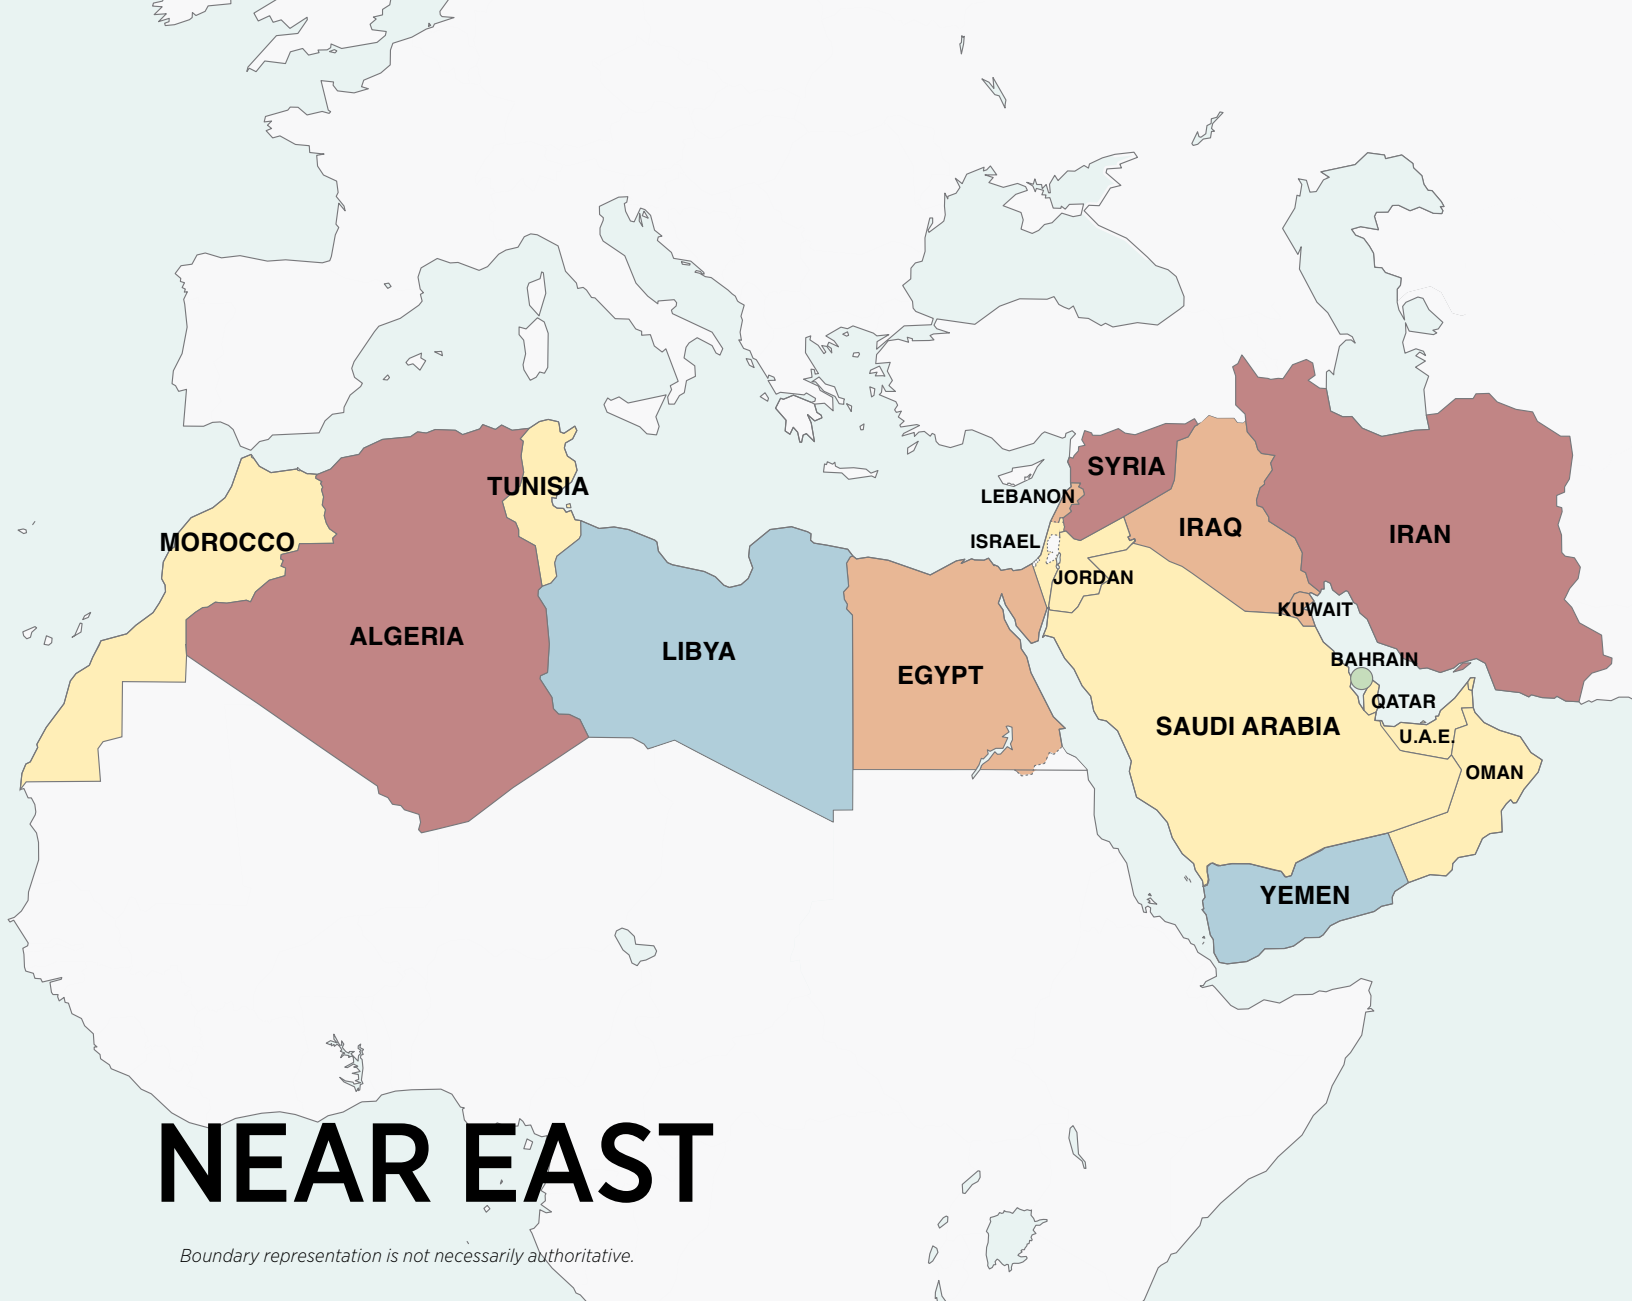 SYRIA
TUNISIA
LEBANON
IRAQ
IRAN
MOROCCO
ISRAEL
JORDAN
KUWAIT
ALGERIA
LIBYA
BAHRAIN
EGYPT
QATAR
SAUDI ARABIA
U.A.E.
OMAN
YEMEN
NEAR EAST
Boundary representation is not necessarily authoritative.